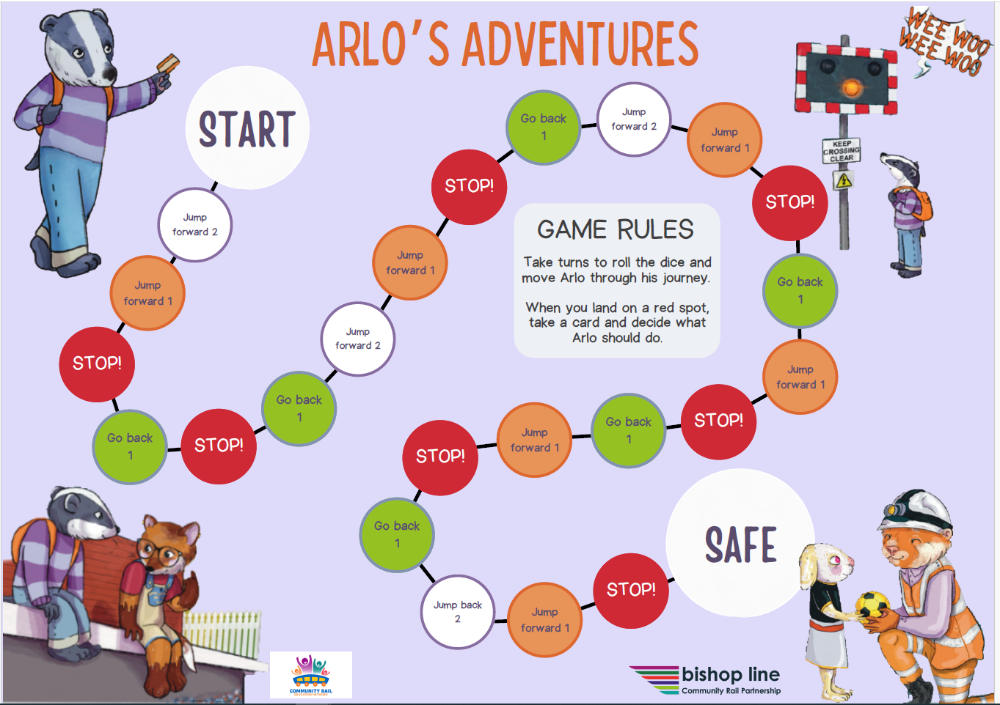 ARLO'S ADVENTURES
WEE WOO
WEE WOO
START
Jump
forward 2
Jump
forward 1
STOP!
Go back
1
STOP!
Go back
1
Jump
forward 2
Jump
forward 1
STOP!
Go back
1
Jump
forward 2
Jump
forward 1
STOP!
KEEP
CROSSING
CLEAR
Go back
1
Jump
forward 1
STOP!
Go back
1
Jump
forward 1
STOP!
Go back
1
Jump back
2
Jump
forward 1
STOP!
SAFE
GAME RULES
Take turns to roll the dice and
move Arlo through his journey.
When you land on a red spot,
take a card and decide what
Arlo should do.
COMMUNITY RAIL
EDUCATION NETWORK
bishop line
Community Rail Partnership